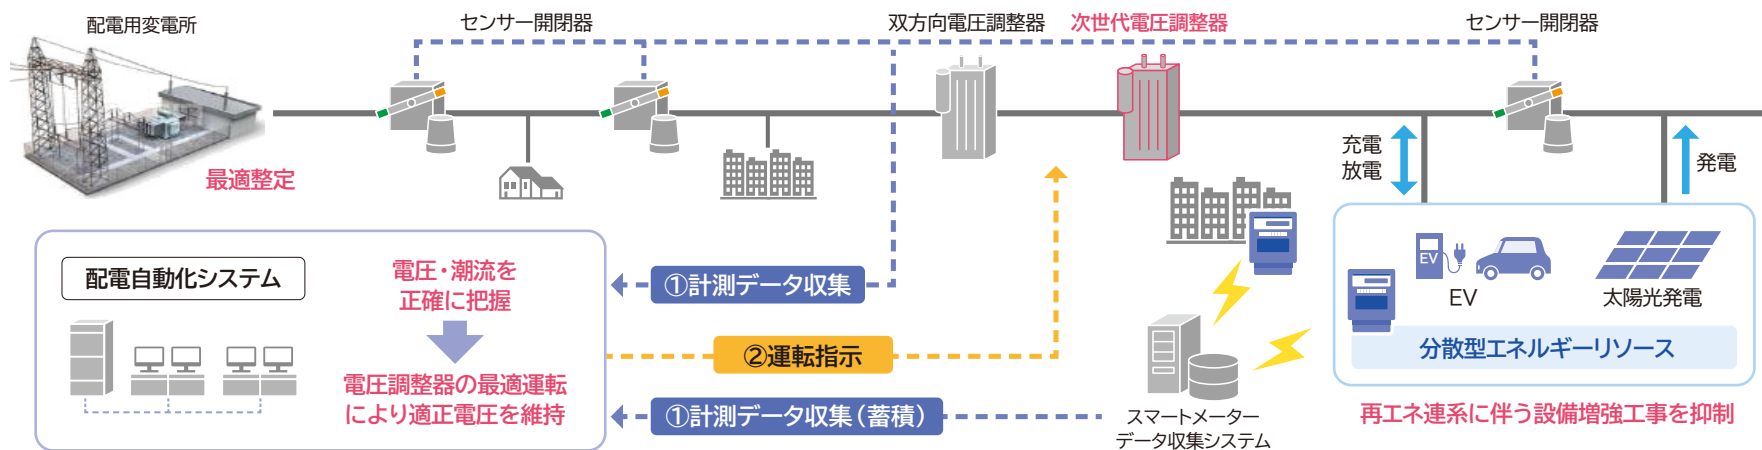 配電用変電所
センサー開閉器
双方向電圧調整器
次世代電圧調整器
センサー開閉器
最適整定
充電
放電
発電
配電自動化システム
電圧・潮流を
正確に把握
電圧調整器の最適運転
により適正電圧を維持
①計測データ収集
②運転指示
①計測データ収集(蓄積)
スマートメーター
データ収集システム
EV
EV
太陽光発電
分散型エネルギーリソース
再エネ連系に伴う設備増強工事を抑制